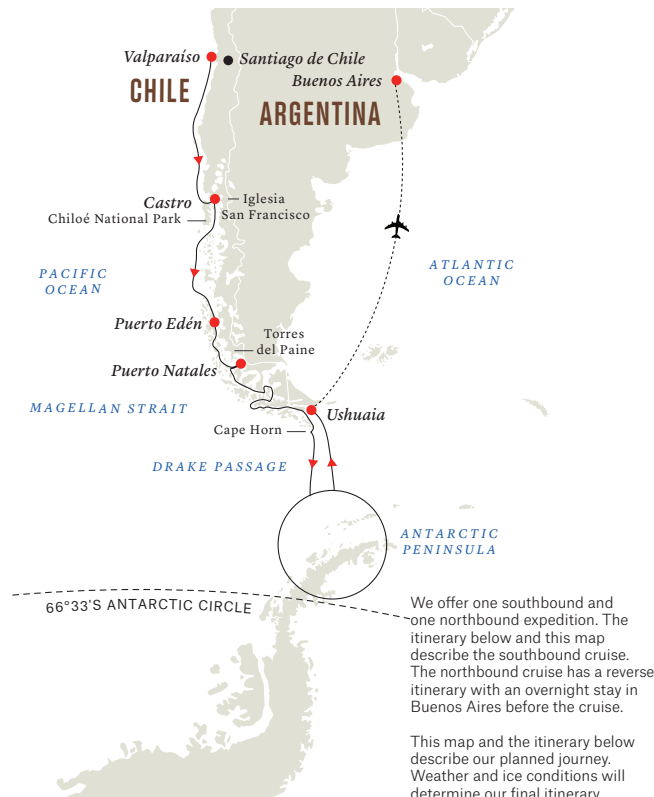 Valparaíso
Santiago de Chile
Buenos Aires
CHILE
ARGENTINA
Castro
Iglesia
San Francisco
Chiloé National Park
PACIFIC
OCEAN
ATLANTIC
OCEAN
Puerto Edén
Torres
del Paine
Puerto Natales
MAGELLAN STRAIT
Ushuaia
Cape Horn
DRAKE PASSAGE
ANTARCTIC
PENINSULA
66°33'S ANTARCTIC CIRCLE
We offer one southbound and
one northbound expedition. The
itinerary below and this map
describe the southbound cruise.
The northbound cruise has a reverse
itinerary with an overnight stay in
Buenos Aires before the cruise.
This map and the itinerary below
describe our planned journey.
Weather and ice conditions will
determine our final itinerary